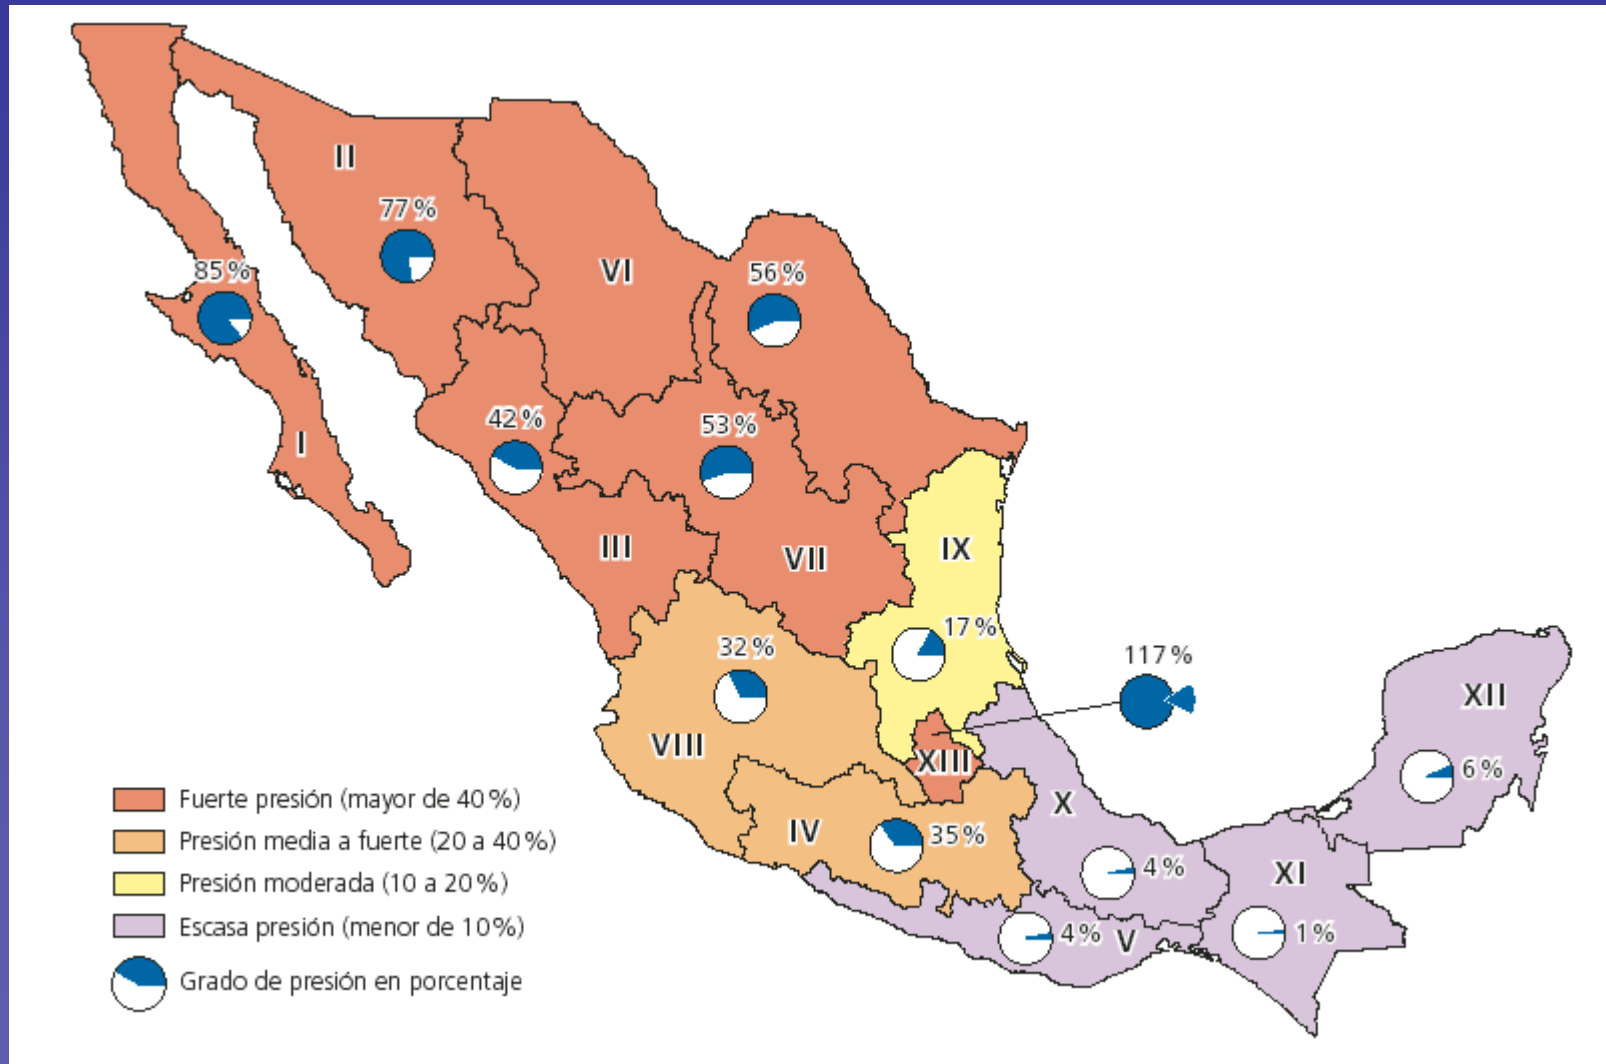 II
77%
85%
VI
56%
42%
53%
I
III
VII
IX
17%
32%
117%
XII
VIII
XIII
6%
X
IV
35%
4%
XI
4%
V
1%
Fuerte presión (mayor de 40%)
Presión media a fuerte (20 a 40%)
Presión moderada (10 a 20%)
Escasa presión (menor de 10%)
Grado de presión en porcentaje